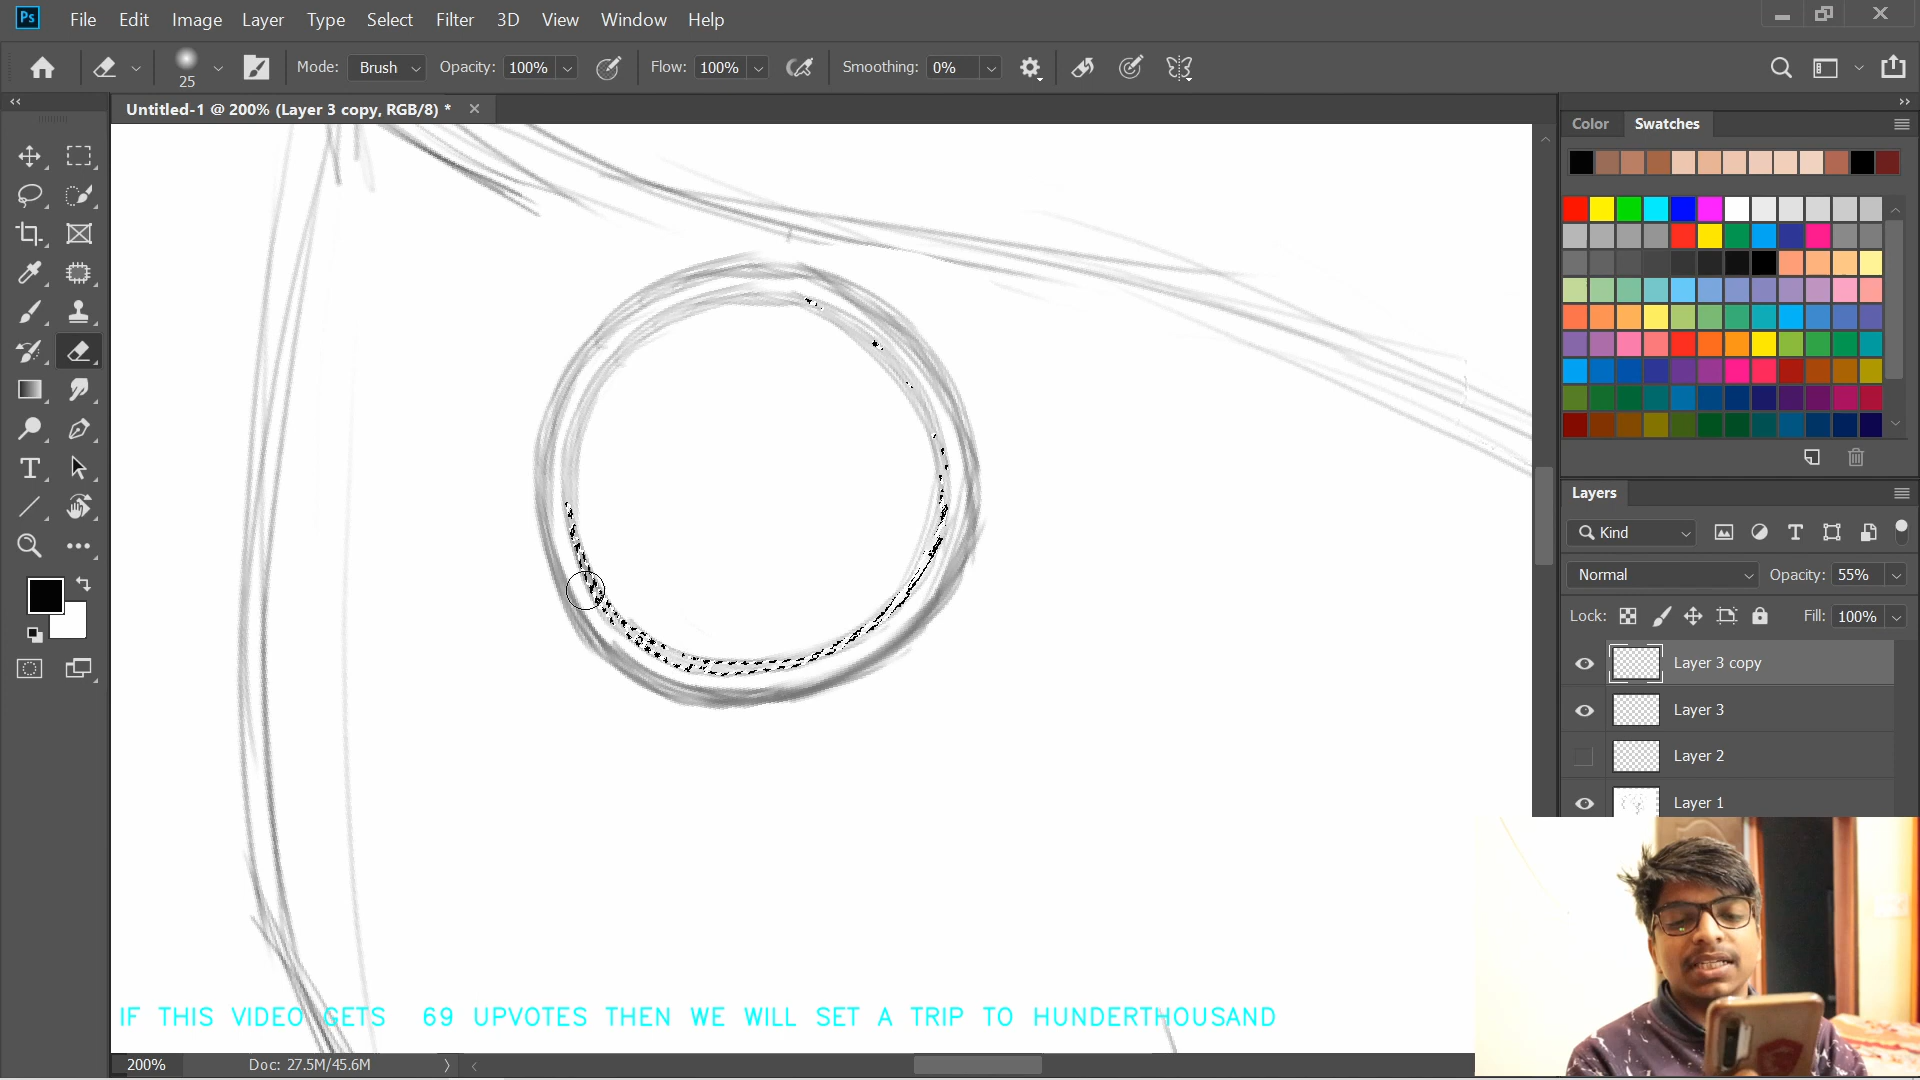 Ps File Edit Image Layer Type Select Filter 3D View Window Help
25 Mode: Brush Opacity: 100% Flow: 100% Smoothing: 0%
Untitled-1 @ 200% (Layer 3 copy, RGB/8) *
Color Swatches
Layers
Kind
Normal Opacity: 55%
Lock: Fill: 100%
Layer 3 copy
Layer 3
Layer 2
Layer 1
IF THIS VIDEO GETS 69 UPVOTES THEN WE WILL SET A TRIP TO HUNDERTHOUSAND
200% Doc: 27.5M/45.6M